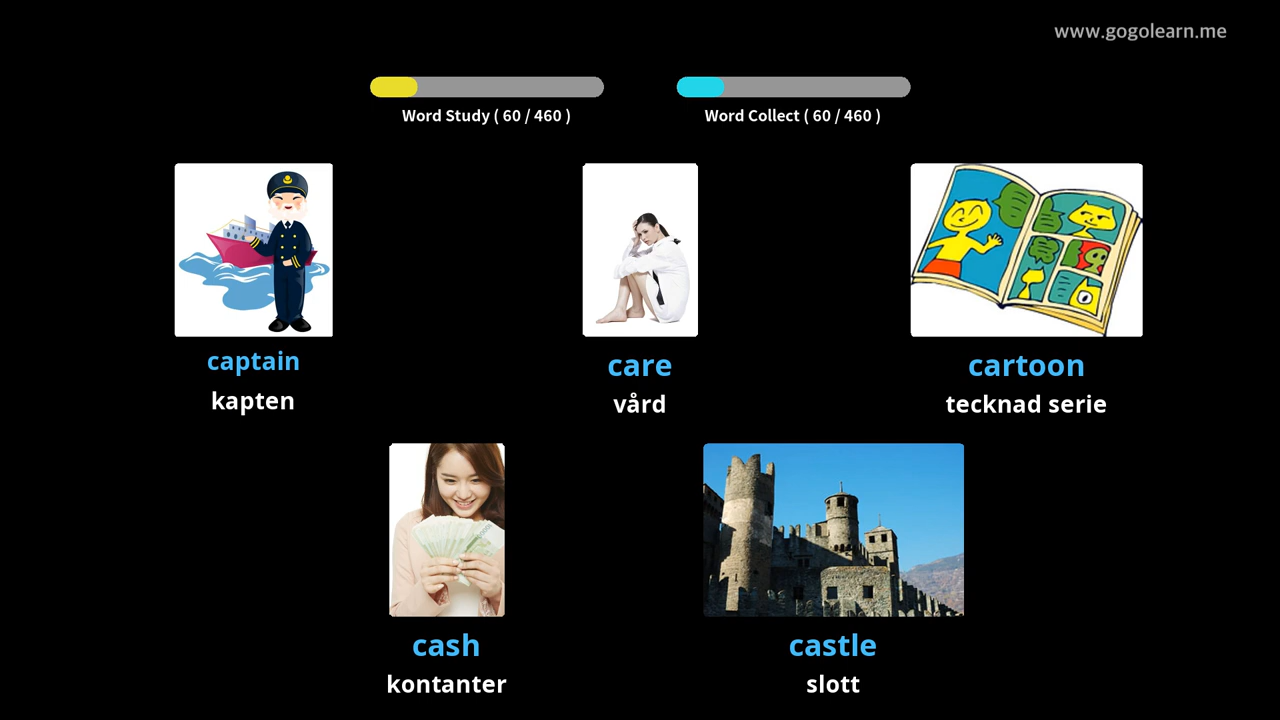 www.gogolearn.me
Word Study ( 60 / 460 )
Word Collect ( 60 / 460 )
captain
kapten
care
vård
cartoon
tecknad serie
cash
kontanter
castle
slott